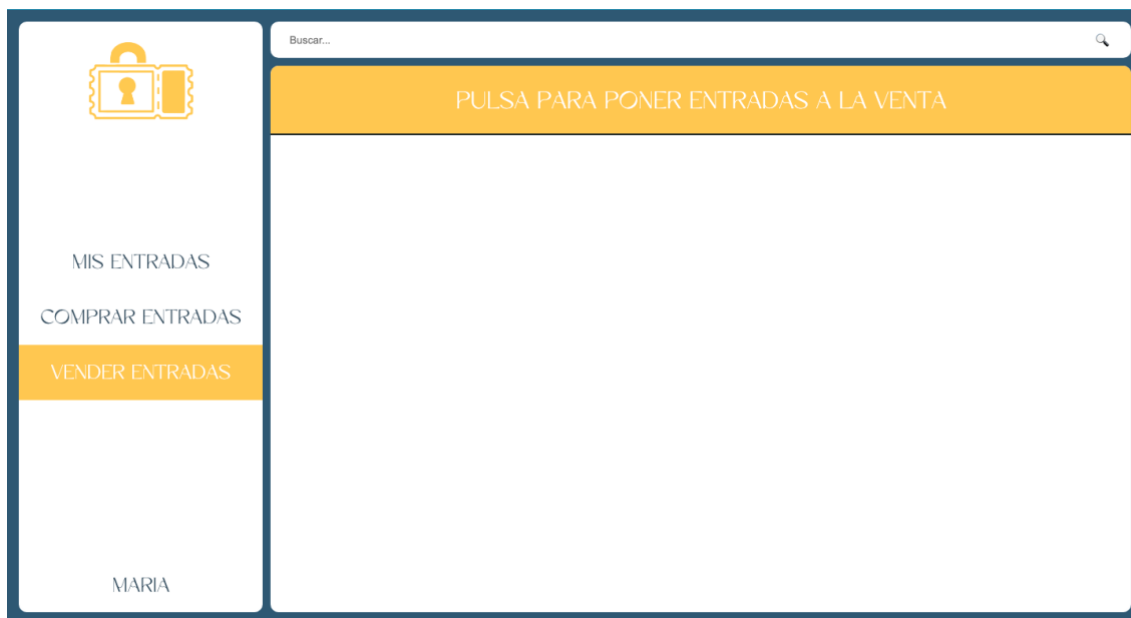 Buscar...
PULSA PARA PONER ENTRADAS A LA VENTA
MIS ENTRADAS
COMPRAR ENTRADAS
VENDER ENTRADAS
MARIA